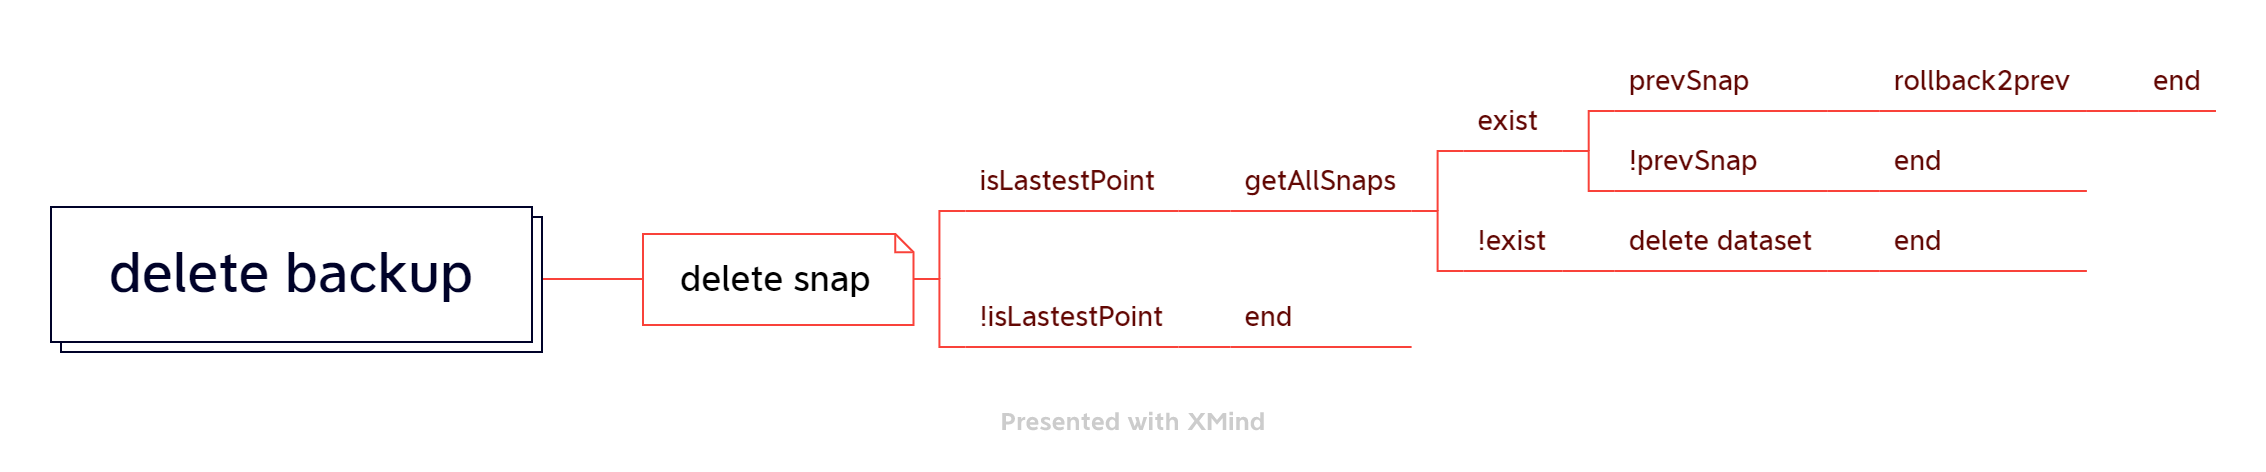 delete backup
delete snap
isLastestPoint
getAllSnaps
exist
prevSnap
rollback2prev
end
!prevSnap
end
!exist
delete dataset
end
!isLastestPoint
end
Presented with XMind